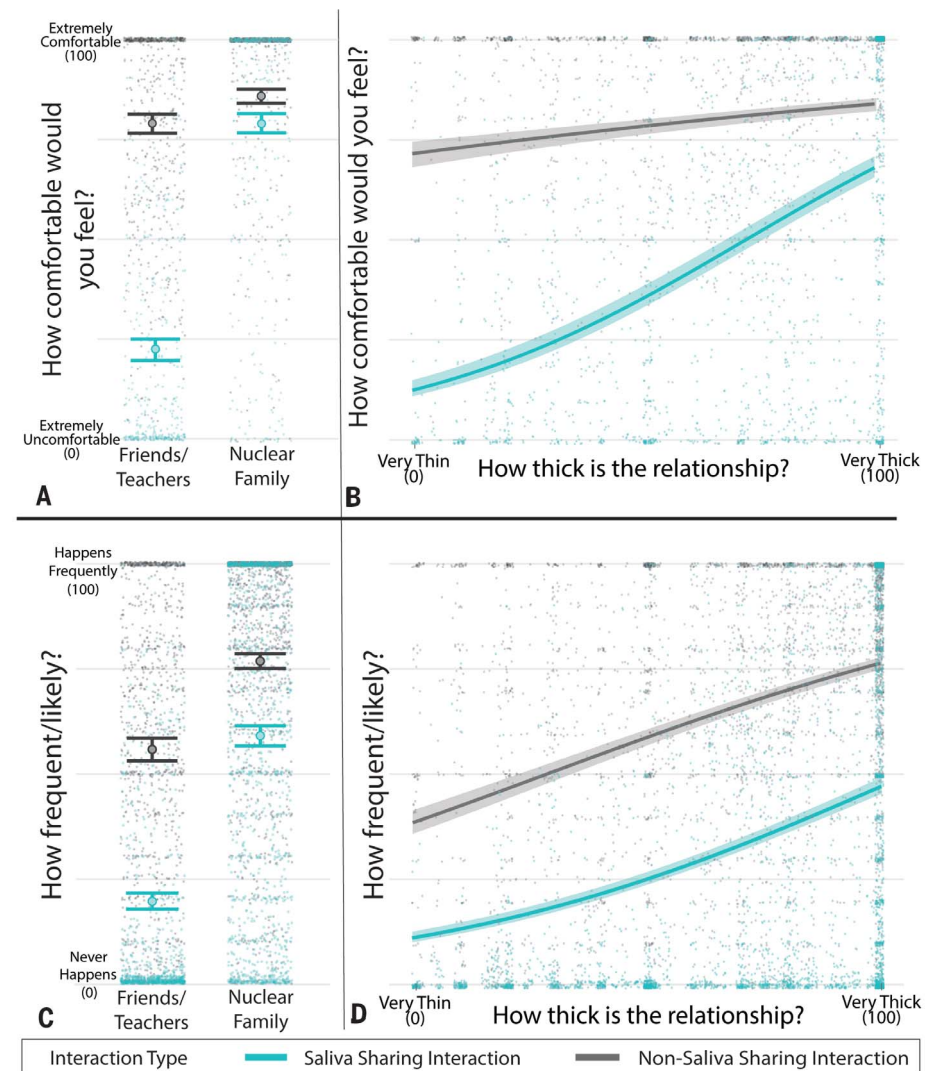 Extremely
Comfortable
(100)
How comfortable would
you feel?
Extremely
Uncomfortable
(0)
Friends/
Teachers
Nuclear
Family
A
How comfortable would you feel?
Very Thin
(0)
How thick is the relationship?
Very Thick
(100)
B
Happens
Frequently
(100)
How frequent/likely?
Never
Happens
(0)
Friends/
Teachers
Nuclear
Family
C
How frequent/likely?
Very Thin
(0)
How thick is the relationship?
Very Thick
(100)
D
Interaction Type
Saliva Sharing Interaction
Non-Saliva Sharing Interaction